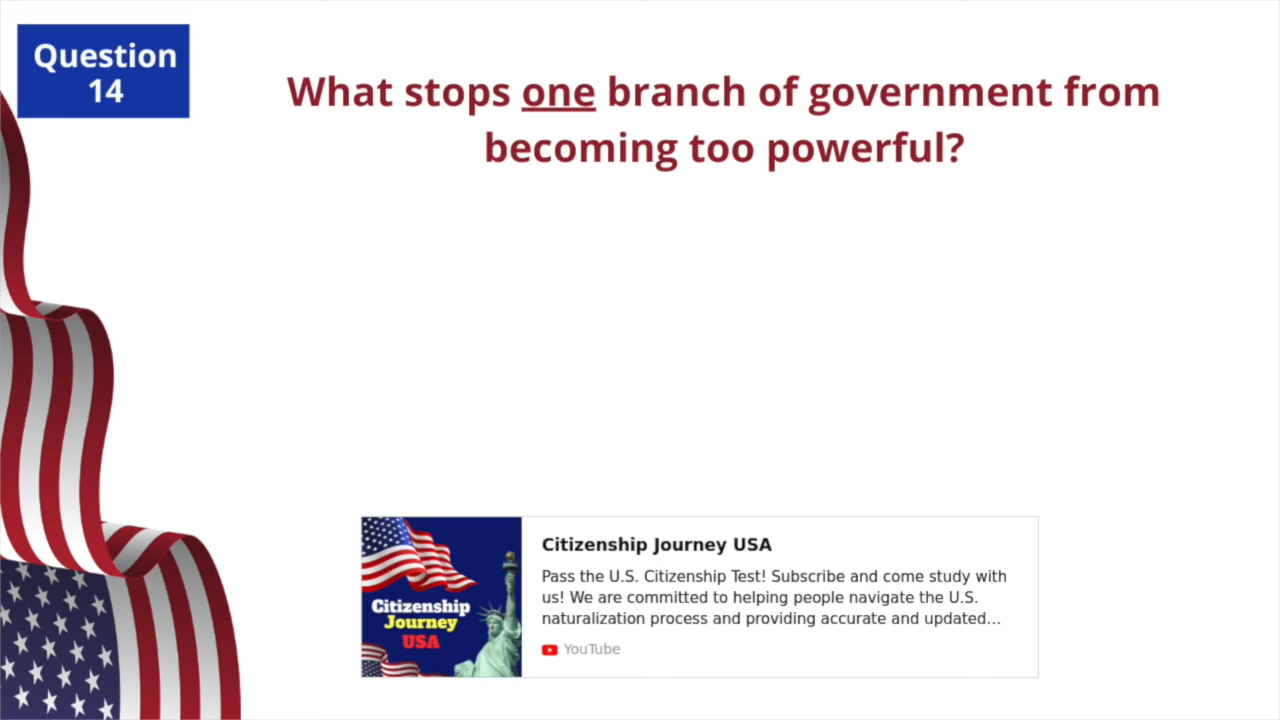 Question
14
What stops one branch of government from
becoming too powerful?
Citizenship
Journey
USA
Citizenship Journey USA
Pass the U.S. Citizenship Test! Subscribe and come study with
us! We are committed to helping people navigate the U.S.
naturalization process and providing accurate and updated...
YouTube